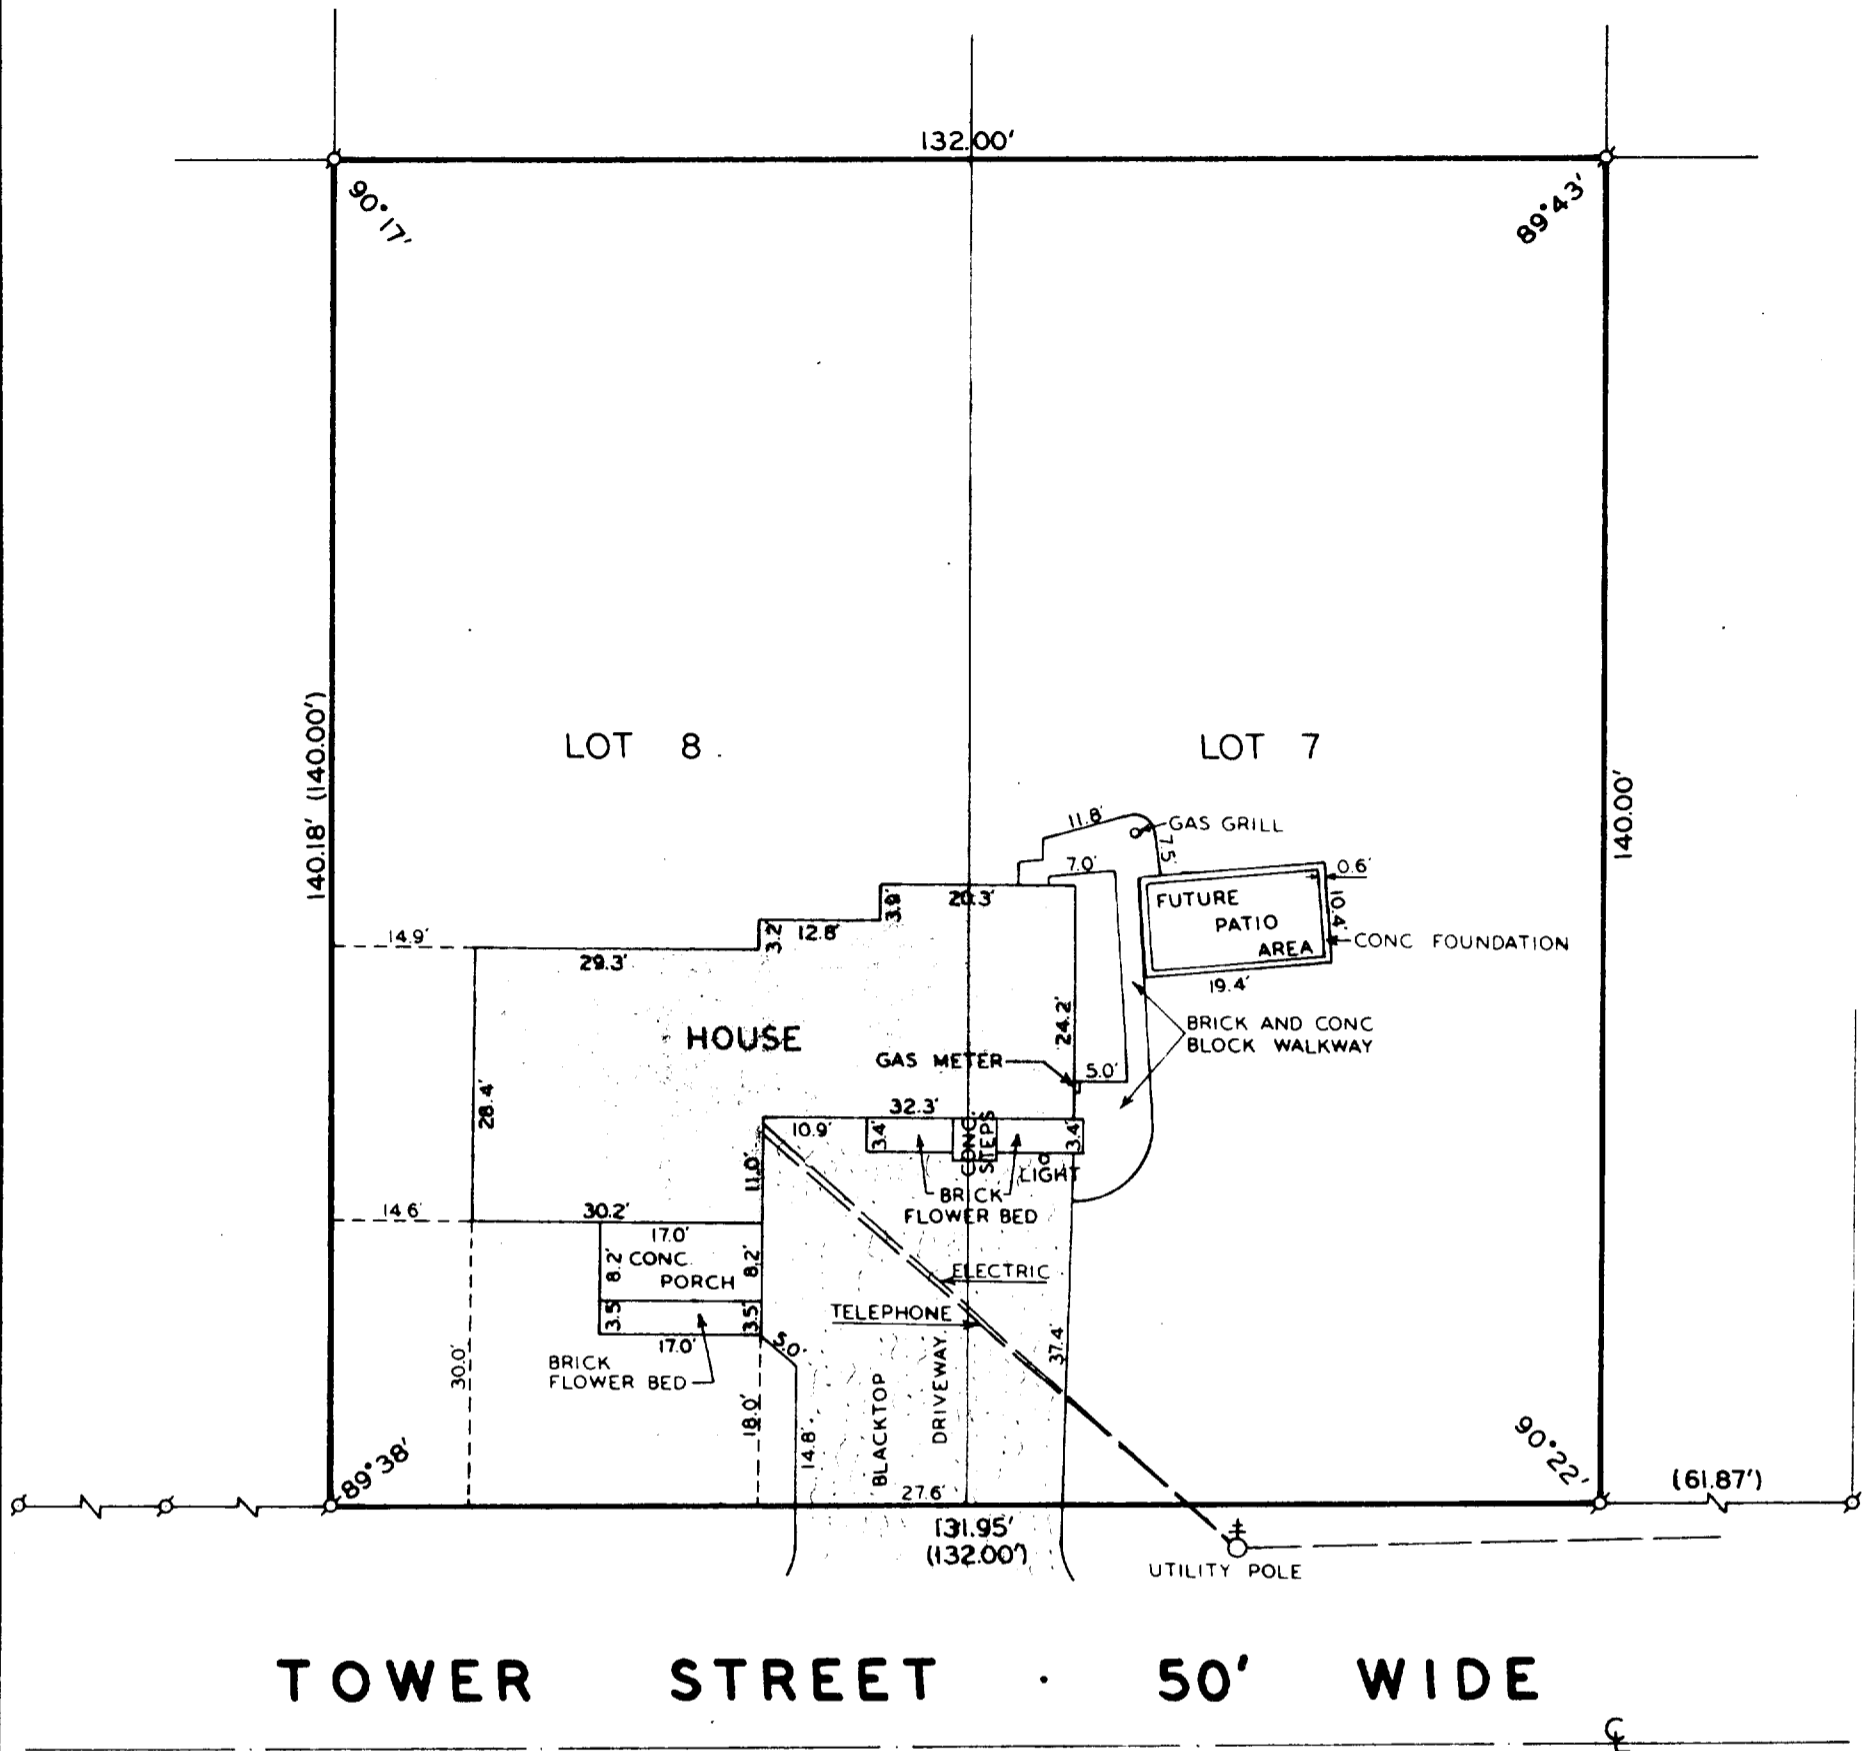 132.00'
90°17'
89°43'
140.18' (140.00')
LOT 8
LOT 7
140.00'
11.8'
GAS GRILL
7.5'
7.0'
0.6'
FUTURE
PATIO
AREA
10.4'
CONC FOUNDATION
19.4'
20.3'
3.9'
12.8'
3.2'
14.9'
29.3'
HOUSE
24.2'
BRICK AND CONC
BLOCK WALKWAY
GAS METER
5.0'
28.4'
32.3'
10.9'
3.4'
CONC.
STEPS
3.4'
LIGHT
11.0'
BRICK
FLOWER BED
14.6'
30.2'
17.0'
8.2'
CONC.
PORCH
8.2'
ELECTRIC
TELEPHONE
3.5'
3.5'
17.0'
5.0'
BRICK
FLOWER BED
30.0'
18.0'
14.8'
BLACKTOP
DRIVEWAY
37.4'
27.6'
89°38'
90°22'
(61.87')
131.95'
(132.00')
UTILITY POLE
TOWER STREET · 50' WIDE
℄